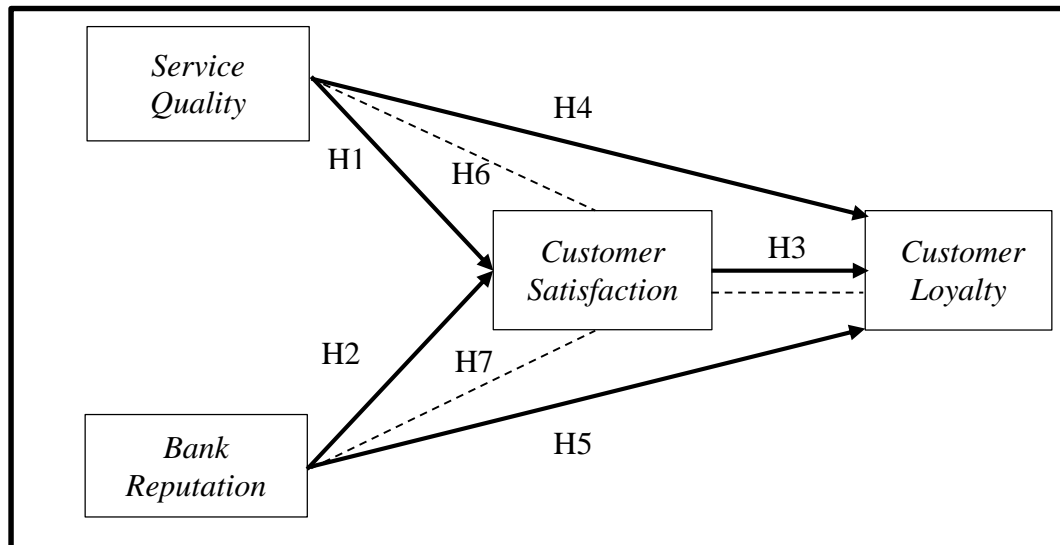 Service
Quality
H4
H1
H6
Customer
Satisfaction
H3
Customer
Loyalty
H2
H7
H5
Bank
Reputation